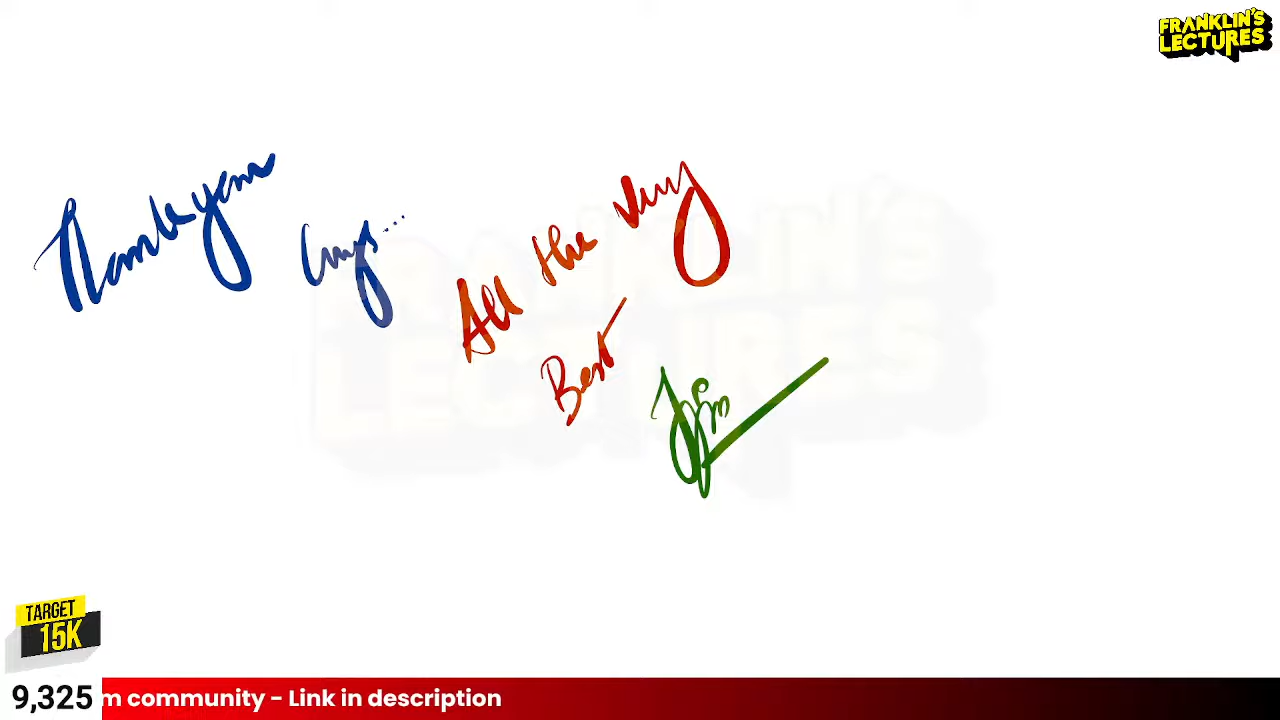 FRANKLIN'S
LECTURES
Thank you
Guys...
All the very
Best
TARGET
15K
9,325
m community - Link in description